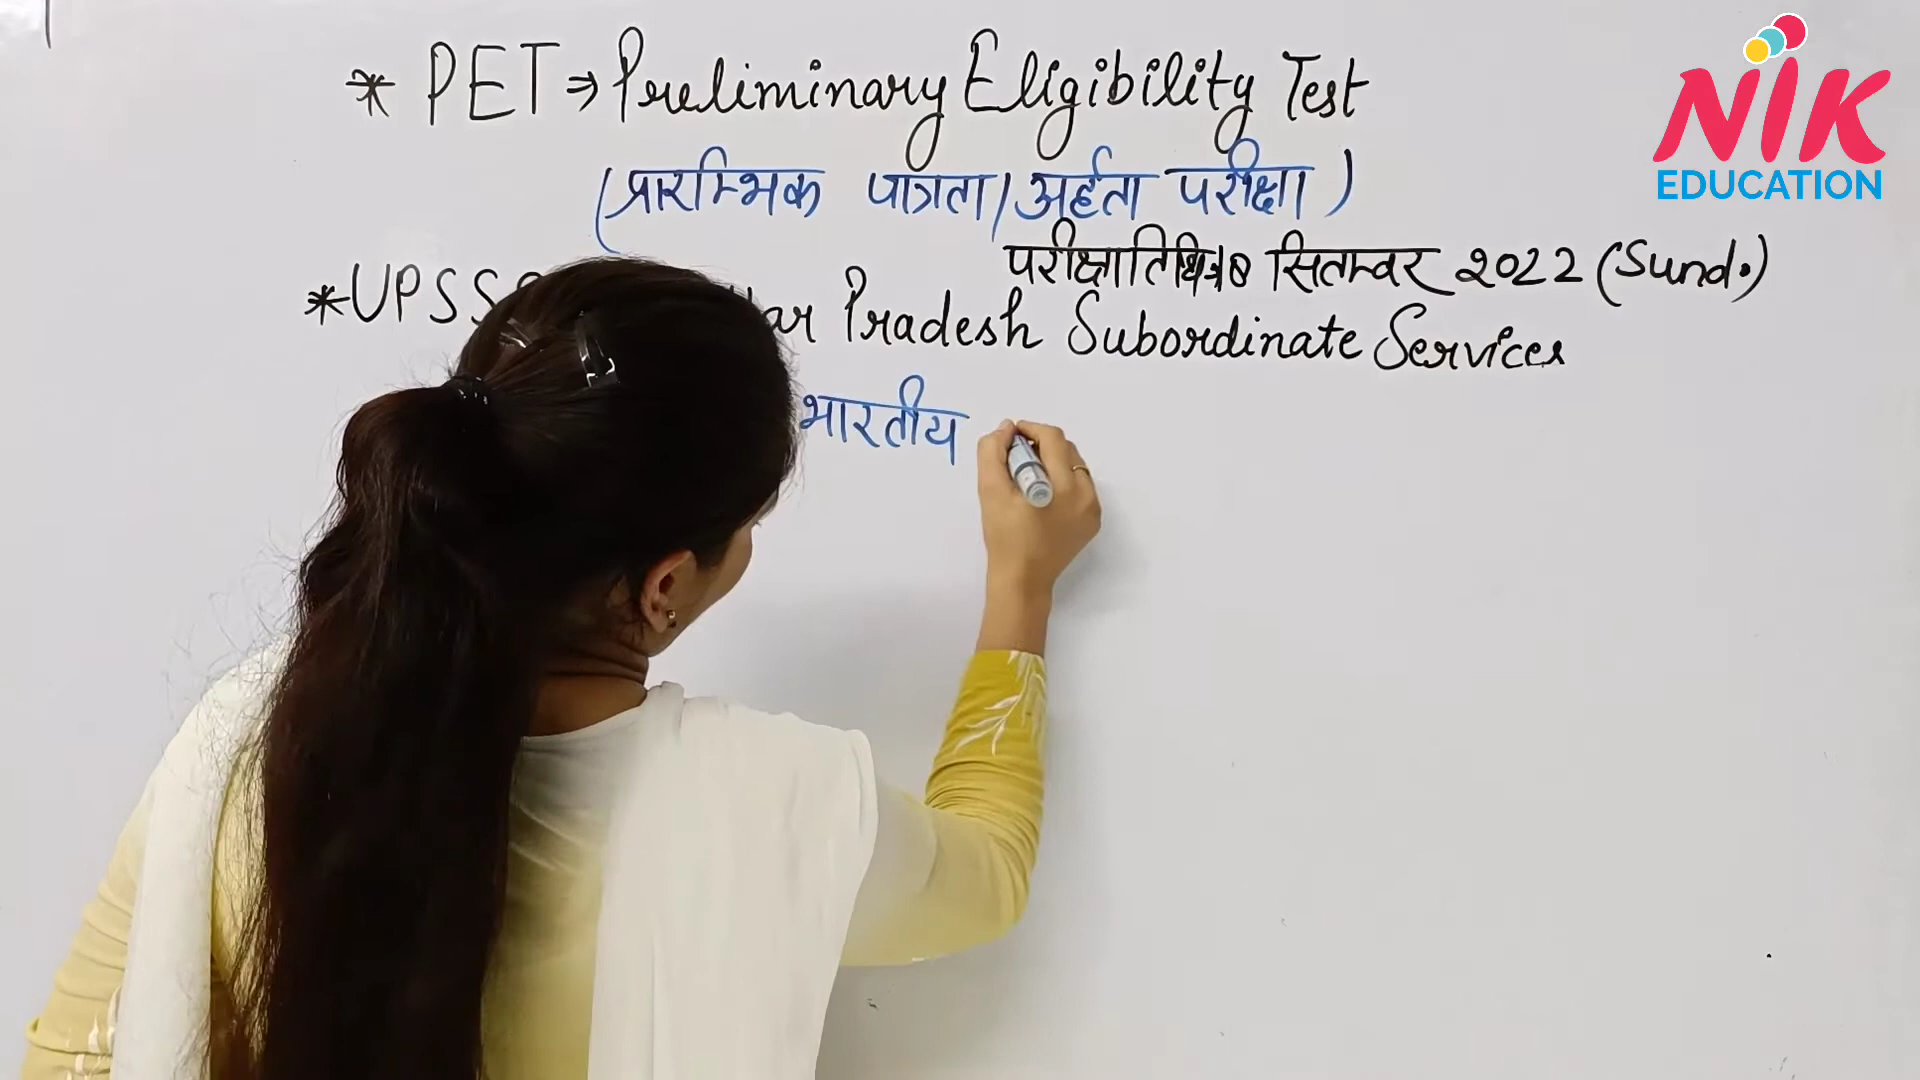 * PET ⇒ Preliminary Eligibility Test
(प्रारम्भिक पात्रता/अर्हता परीक्षा)
परीक्षा तिथि 18 सितम्बर 2022 (Sund.)
* UPSS Pradesh Subordinate Services
भारतीय
NIK
EDUCATION